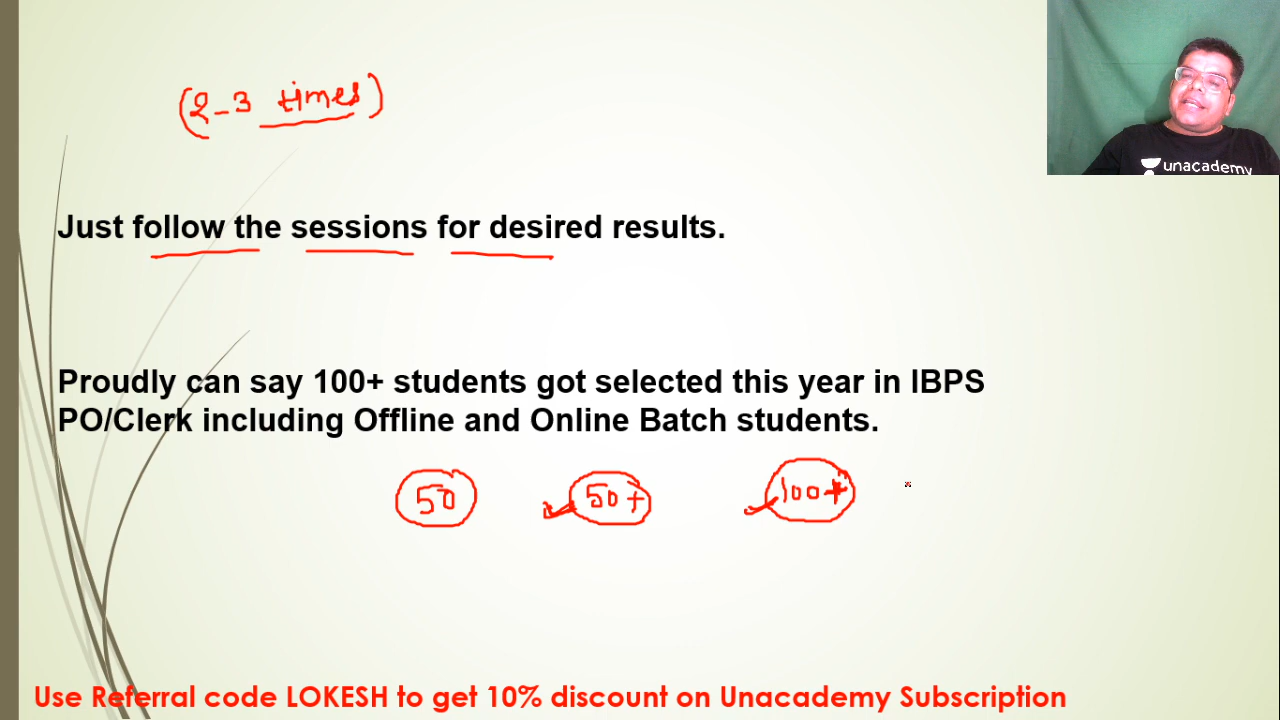 (2-3 times)
unacademy
Just follow the sessions for desired results.
Proudly can say 100+ students got selected this year in IBPS
PO/Clerk including Offline and Online Batch students.
50 50+ 100+
Use Referral code LOKESH to get 10% discount on Unacademy Subscription